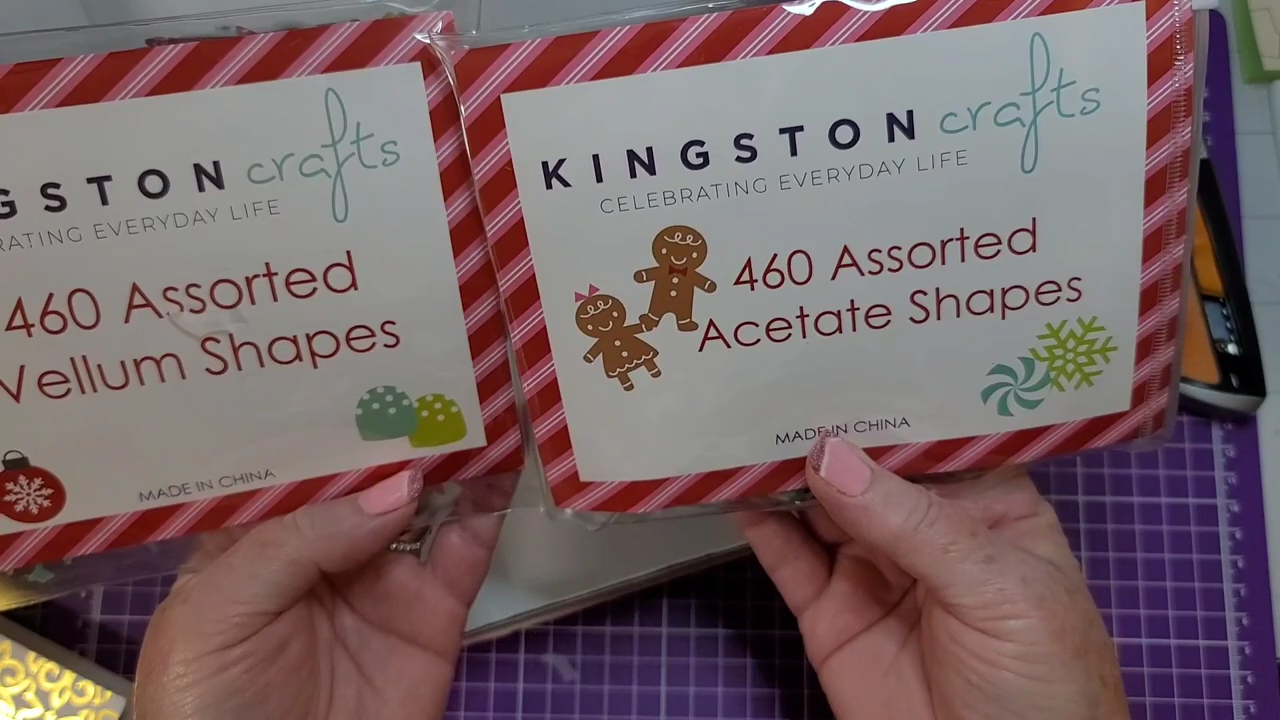 GSTON crafts
RATING EVERYDAY LIFE
460 Assorted
Vellum Shapes
MADE IN CHINA
KINGSTON crafts
CELEBRATING EVERYDAY LIFE
460 Assorted
Acetate Shapes
MADE IN CHINA